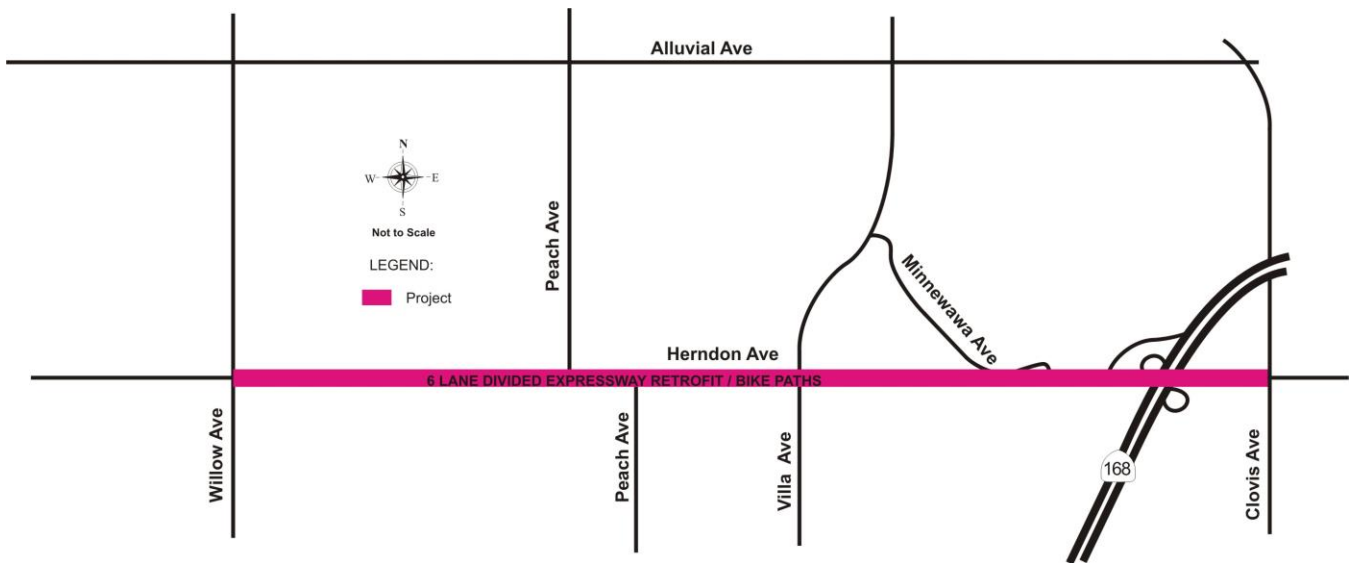 Alluvial Ave
N
W
E
S
Not to Scale
LEGEND:
Project
Peach Ave
Minnewawa Ave
Herndon Ave
6 LANE DIVIDED EXPRESSWAY RETROFIT / BIKE PATHS
Willow Ave
Peach Ave
Villa Ave
168
Clovis Ave